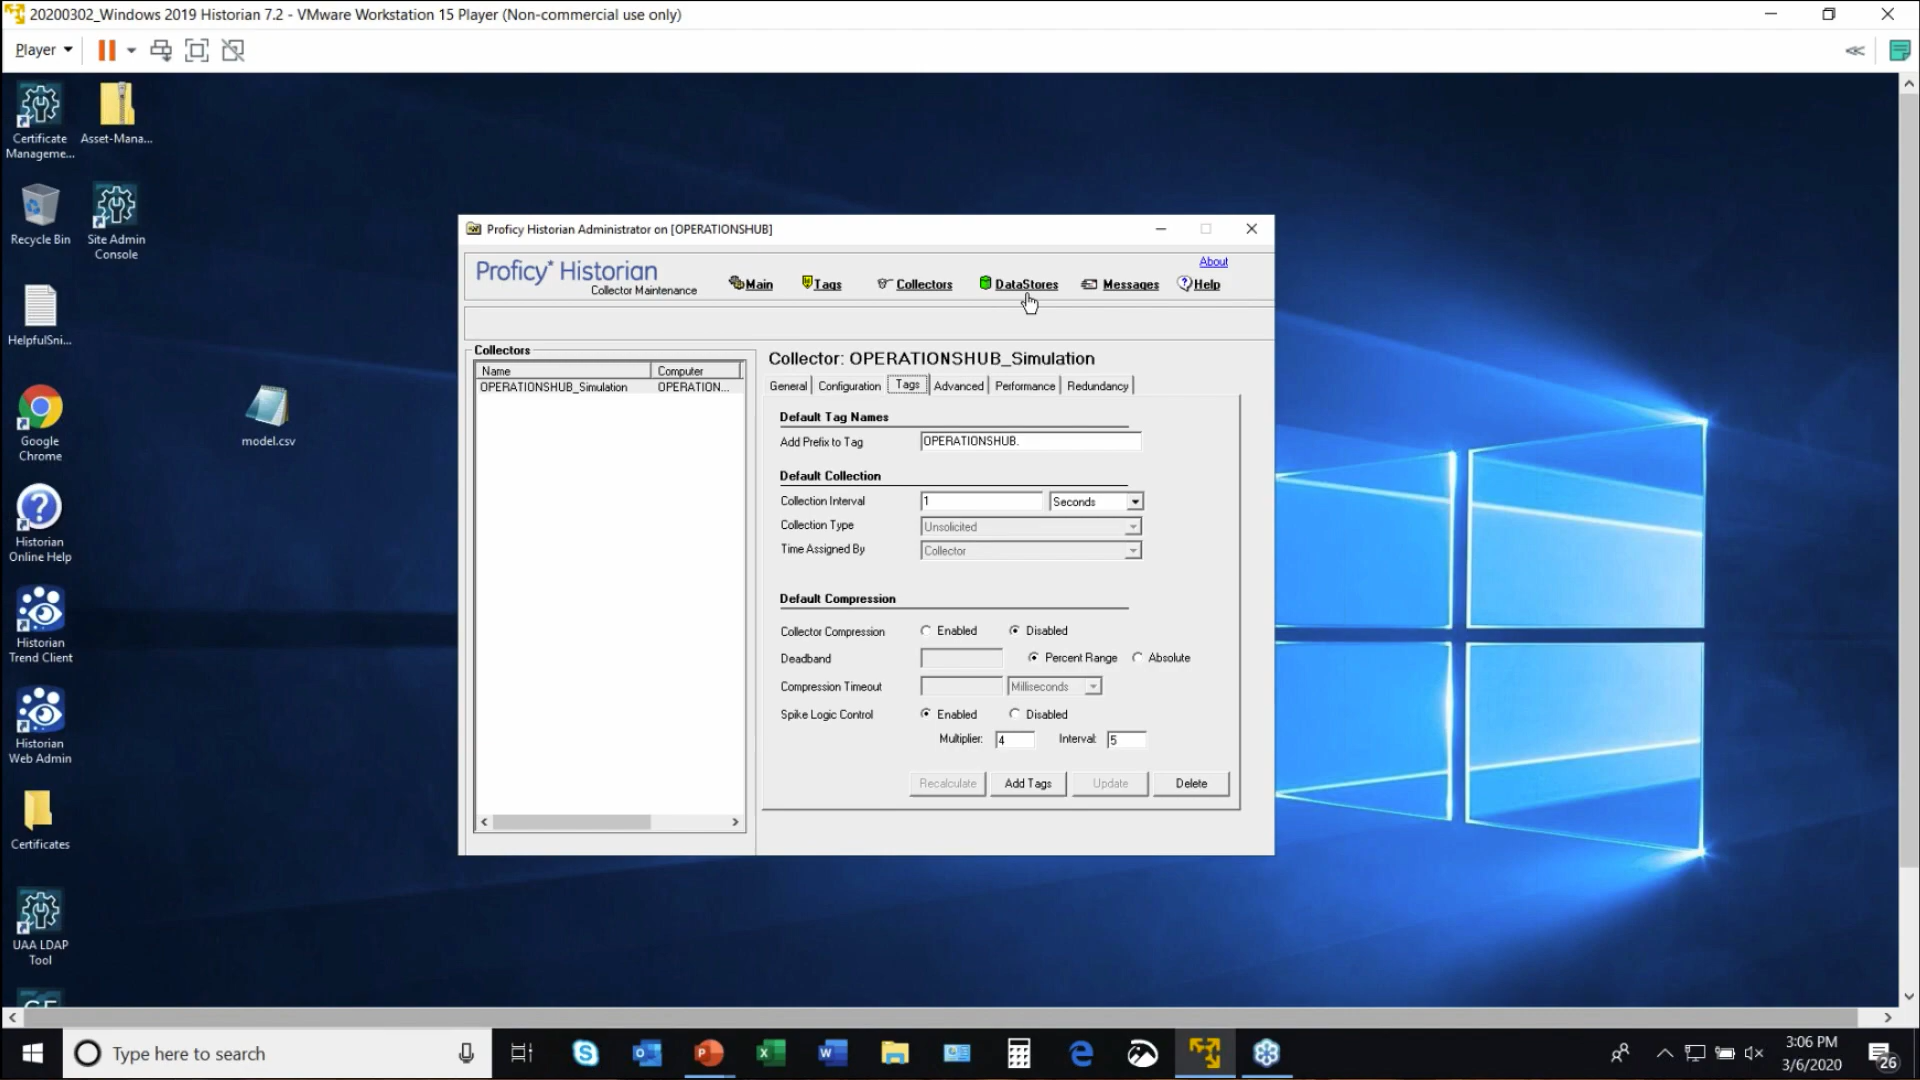 20200302_Windows 2019 Historian 7.2 - VMware Workstation 15 Player (Non-commercial use only)
Player
Certificate
Manageme...
Asset-Mana...
Recycle Bin
Site Admin
Console
HelpfulSni...
Google
Chrome
model.csv
Historian
Online Help
Historian
Trend Client
Historian
Web Admin
Certificates
UAA LDAP
Tool
Proficy Historian Administrator on [OPERATIONSHUB]
Proficy* Historian
Collector Maintenance
Main
Tags
Collectors
DataStores
Messages
About
Help
Collectors
Name Computer
OPERATIONSHUB_Simulation OPERATION...
Collector: OPERATIONSHUB_Simulation
General Configuration Tags Advanced Performance Redundancy
Default Tag Names
Add Prefix to Tag OPERATIONSHUB.
Default Collection
Collection Interval 1 Seconds
Collection Type Unsolicited
Time Assigned By Collector
Default Compression
Collector Compression Enabled Disabled
Deadband Percent Range Absolute
Compression Timeout Milliseconds
Spike Logic Control Enabled Disabled
Multiplier: 4 Interval: 5
Recalculate Add Tags Update Delete
Type here to search
3:06 PM
3/6/2020
26